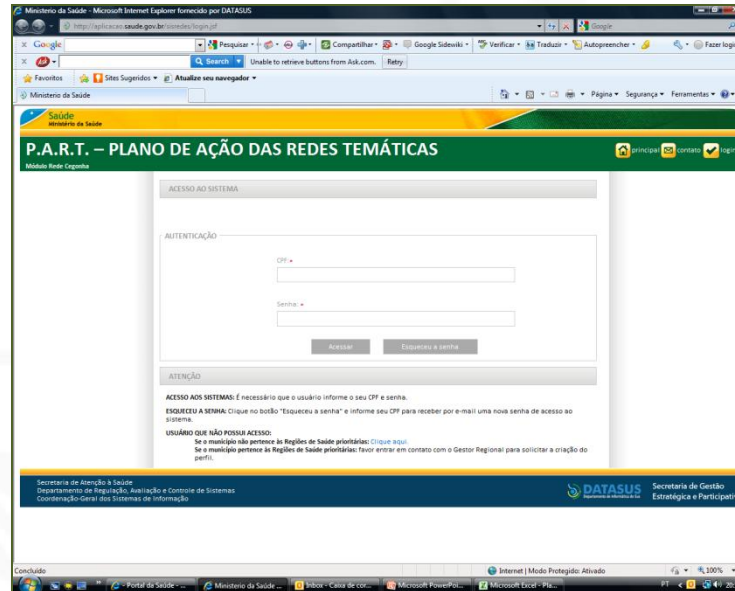 Ministerio da Saúde - Microsoft Internet Explorer fornecido por DATASUS
http://aplicacao.saude.gov.br/
Google
x Google
Pesquisar
Compartilhar
Google Sidewiki
Verificar
Traduzir
Autopreencher
Fazer logi
x
Search
Unable to retrieve buttons from Ask.com.
Retry
Favoritos
Sites Sugeridos
Atualize seu navegador
Ministerio da Saúde
Página
Segurança
Ferramentas
Saúde
Ministério da Saúde
P.A.R.T. – PLANO DE AÇÃO DAS REDES TEMÁTICAS
Módulo Rede Cegonha
principal
contato
login
ACESSO AO SISTEMA
AUTENTICAÇÃO
CPF: *
Senha: *
Acessar
Esqueceu a senha
ATENÇÃO
ACESSO AOS SISTEMAS: É necessário que o usuário informe o seu CPF e senha.
ESQUECEU A SENHA: Clique no botão "Esqueceu a senha" e informe seu CPF para receber por e-mail uma nova senha de acesso ao
sistema.
USUÁRIO QUE NÃO POSSUI ACESSO:
Se o município não pertence às Regiões de Saúde prioritárias: Clique aqui.
Se o município pertence às Regiões de Saúde prioritárias: favor entrar em contato com o Gestor Regional para solicitar a criação do
perfil.
Secretaria de Atenção à Saúde
Departamento de Regulação, Avaliação e Controle de Sistemas
Coordenação-Geral dos Sistemas de Informação
DATASUS
Departamento de Informática do SUS
Secretaria de Gestão
Estratégica e Participati
Concluído
Internet | Modo Protegido: Ativado
100%
- Portal da Saúde - ...
Ministerio da Saúde ...
Inbox - Caixa de cor...
Microsoft PowerPoi...
Microsoft Excel - Pla...
PT
20: